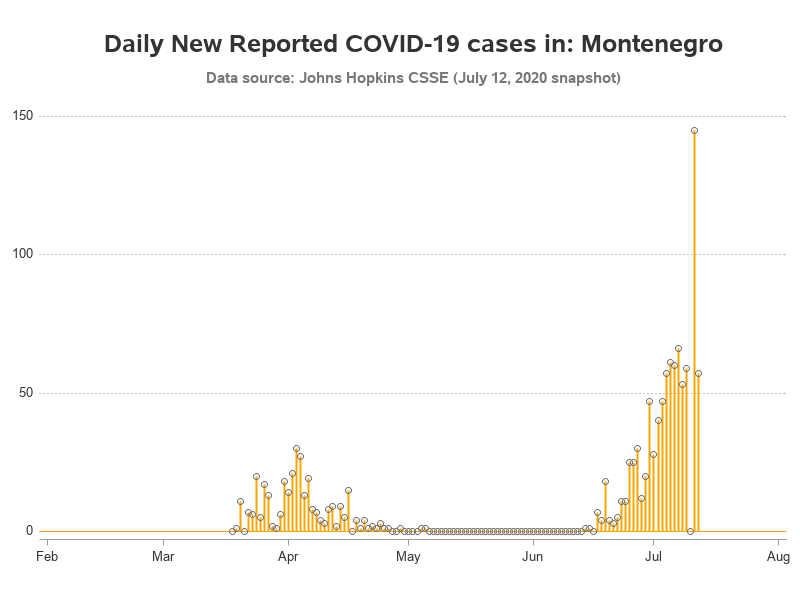 Daily New Reported COVID-19 cases in: Montenegro
Data source: Johns Hopkins CSSE (July 12, 2020 snapshot)
150
100
50
0
Feb Mar Apr May Jun Jul Aug